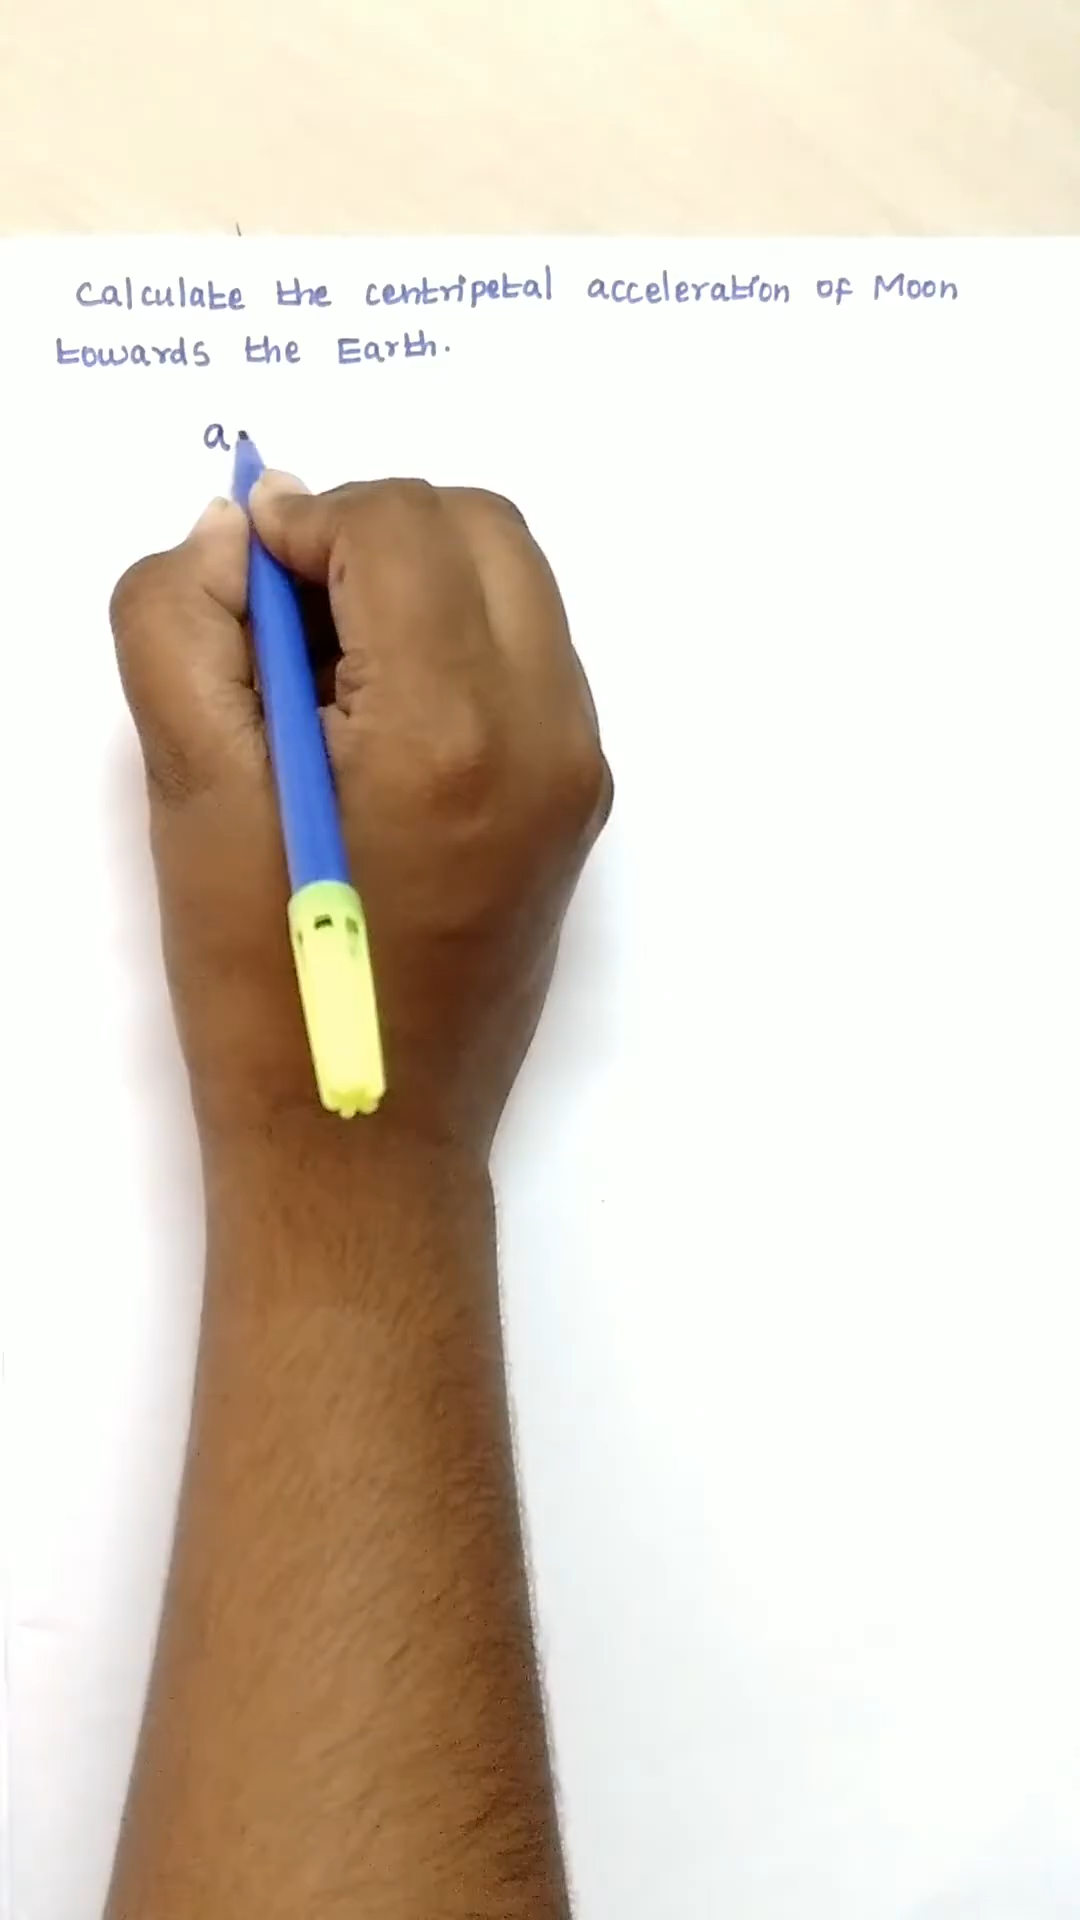 Calculate the centripetal acceleration of Moon
towards the Earth.
a